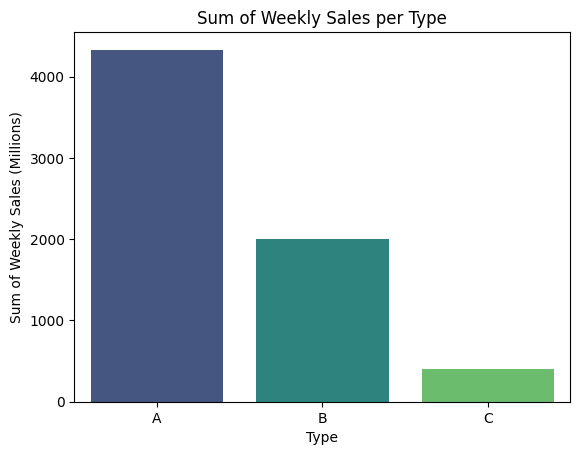 Sum of Weekly Sales per Type
Sum of Weekly Sales (Millions)
4000
3000
2000
1000
0
A B C
Type